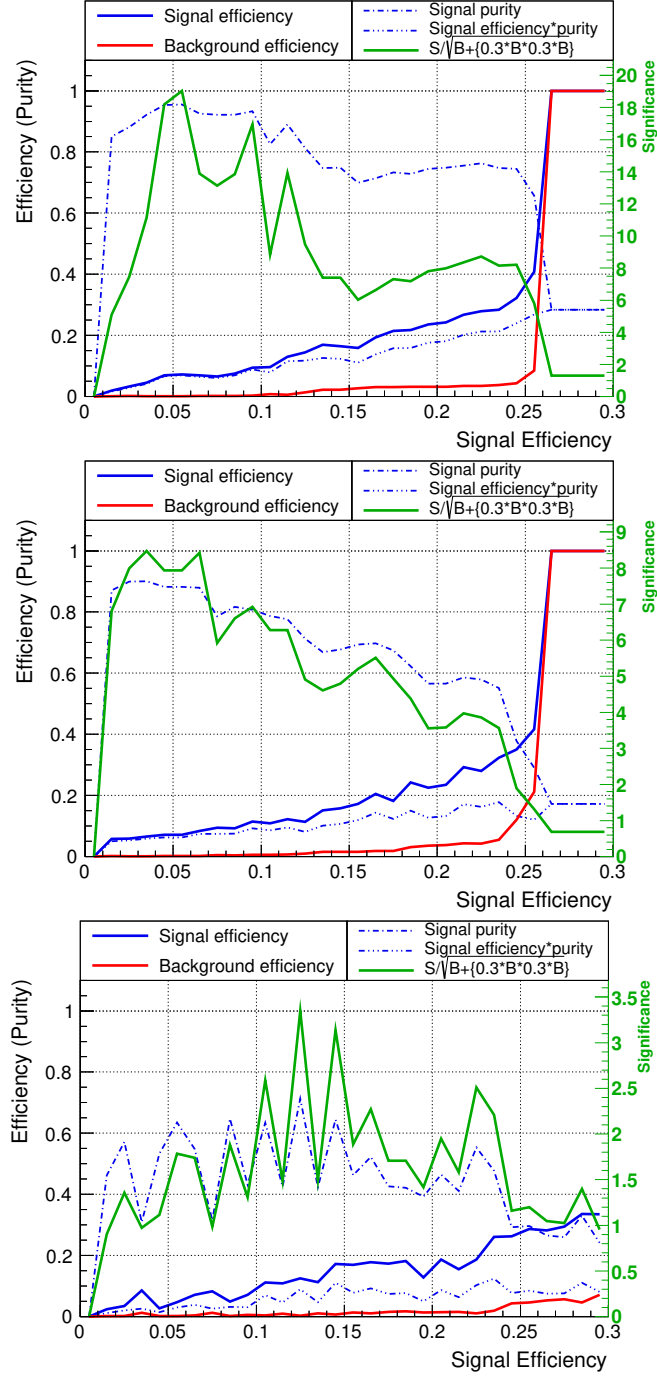 Signal efficiency
Background efficiency
Signal purity
Signal efficiency*purity
S/√B+{0.3*B*0.3*B}
Efficiency (Purity)
1
0.8
0.6
0.4
0.2
0
0 0.05 0.1 0.15 0.2 0.25 0.3
Signal Efficiency
20
18
16
14
12
10
8
6
4
2
0
Significance
Signal efficiency
Background efficiency
Signal purity
Signal efficiency*purity
S/√B+{0.3*B*0.3*B}
Efficiency (Purity)
1
0.8
0.6
0.4
0.2
0
0 0.05 0.1 0.15 0.2 0.25 0.3
Signal Efficiency
9
8
7
6
5
4
3
2
1
0
Significance
Signal efficiency
Background efficiency
Signal purity
Signal efficiency*purity
S/√B+{0.3*B*0.3*B}
Efficiency (Purity)
1
0.8
0.6
0.4
0.2
0
0 0.05 0.1 0.15 0.2 0.25 0.3
Signal Efficiency
3.5
3
2.5
2
1.5
1
0.5
0
Significance